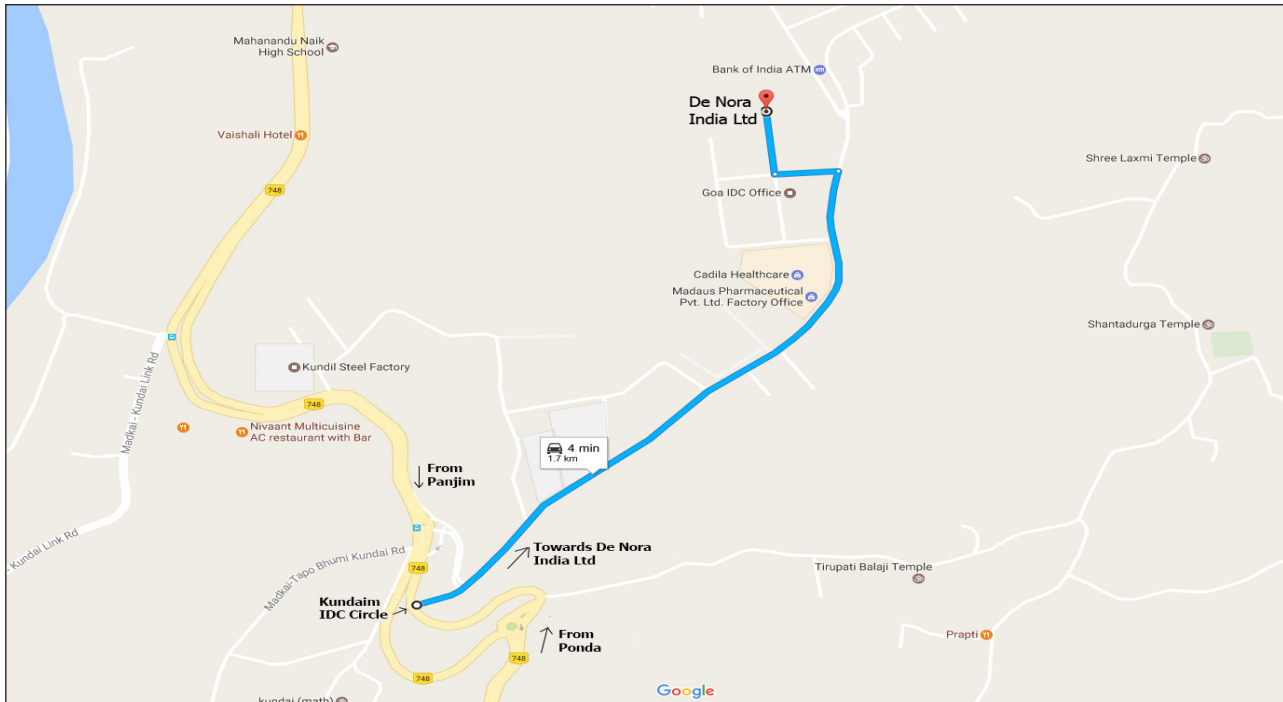 Mahanandu Naik
High School
Bank of India ATM
De Nora
India Ltd
Vaishali Hotel
Shree Laxmi Temple
748
Goa IDC Office
Cadila Healthcare
Madaus Pharmaceutical
Pvt. Ltd. Factory Office
Shantadurga Temple
Kundil Steel Factory
Madkai - Kundai Link Rd
748
Nivaant Multicuisine
AC restaurant with Bar
4 min
1.7 km
From
Panjim
Kundai Link Rd
Madkai-Tapo Bhumi Kundai Rd
Towards De Nora
India Ltd
748
Tirupati Balaji Temple
Kundaim
IDC Circle
From
Ponda
Prapti
748
748
Google
kundai (math)